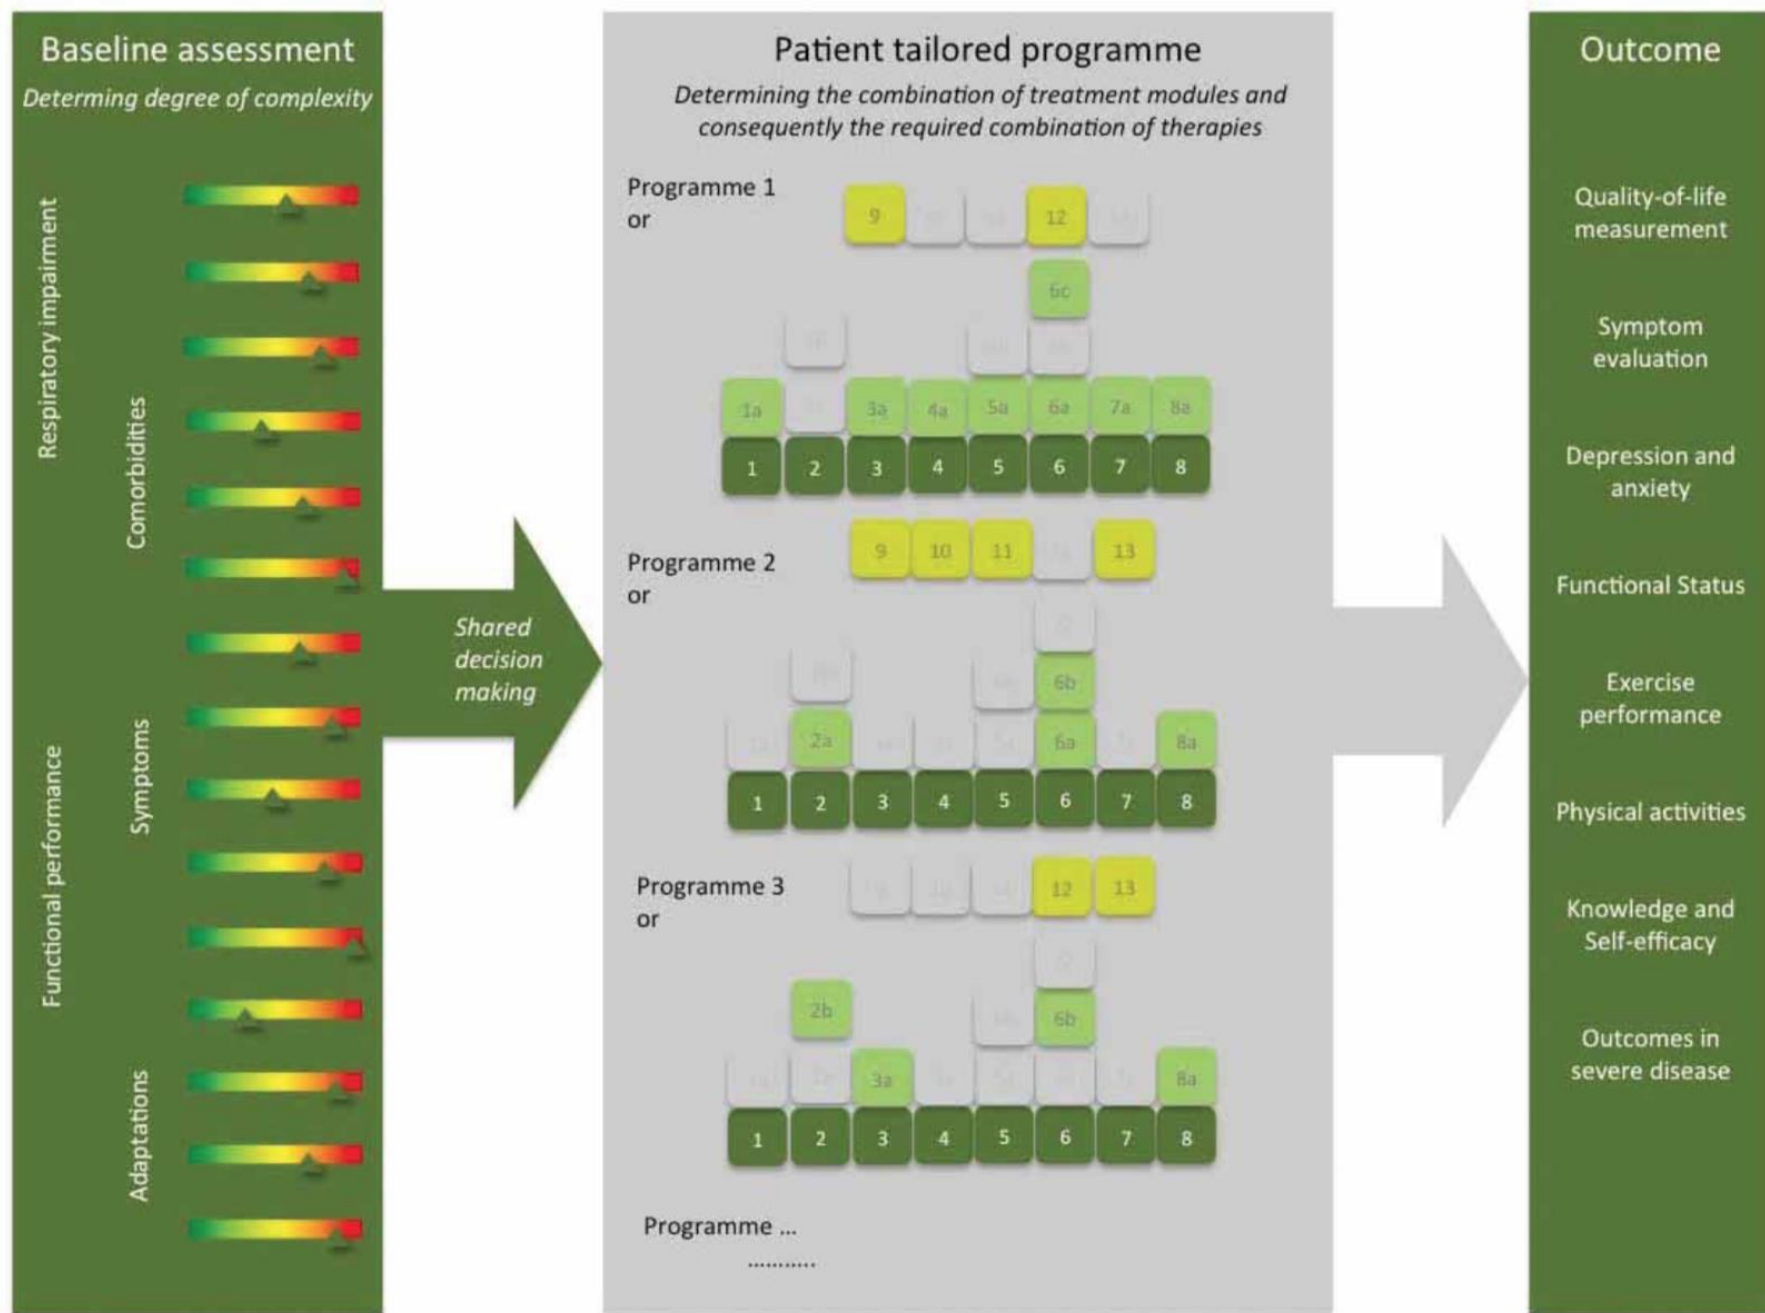 Baseline assessment
Determing degree of complexity
Respiratory impairment
Comorbidities
Symptoms
Functional performance
Adaptations
Shared
decision
making
Patient tailored programme
Determining the combination of treatment modules and
consequently the required combination of therapies
Programme 1
or
9 12
6c
1a 3a 4a 5a 6a 7a 8a
1 2 3 4 5 6 7 8
Programme 2
or
9 10 11 13
6b
2a 6a 8a
1 2 3 4 5 6 7 8
Programme 3
or
12 13
2b 6b
3a 8a
1 2 3 4 5 6 7 8
Programme ...
...........
Outcome
Quality-of-life
measurement
Symptom
evaluation
Depression and
anxiety
Functional Status
Exercise
performance
Physical activities
Knowledge and
Self-efficacy
Outcomes in
severe disease